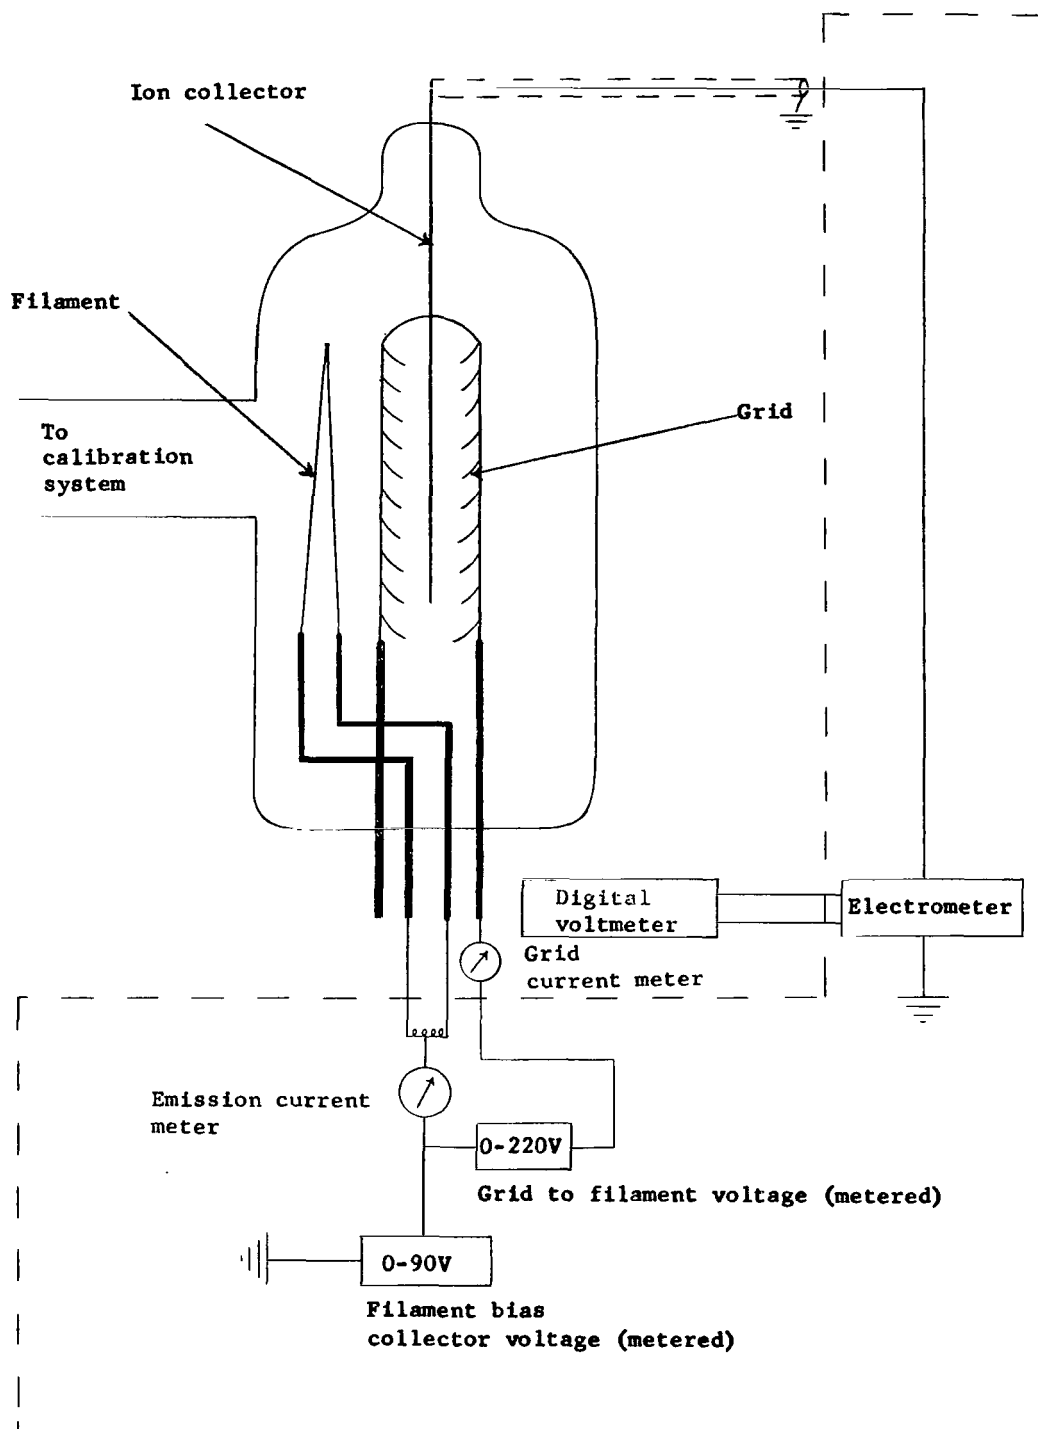 Ion collector
Filament
Grid
To
calibration
system
Digital
voltmeter
Electrometer
Grid
current meter
Emission current
meter
0-220V
Grid to filament voltage (metered)
0-90V
Filament bias
collector voltage (metered)